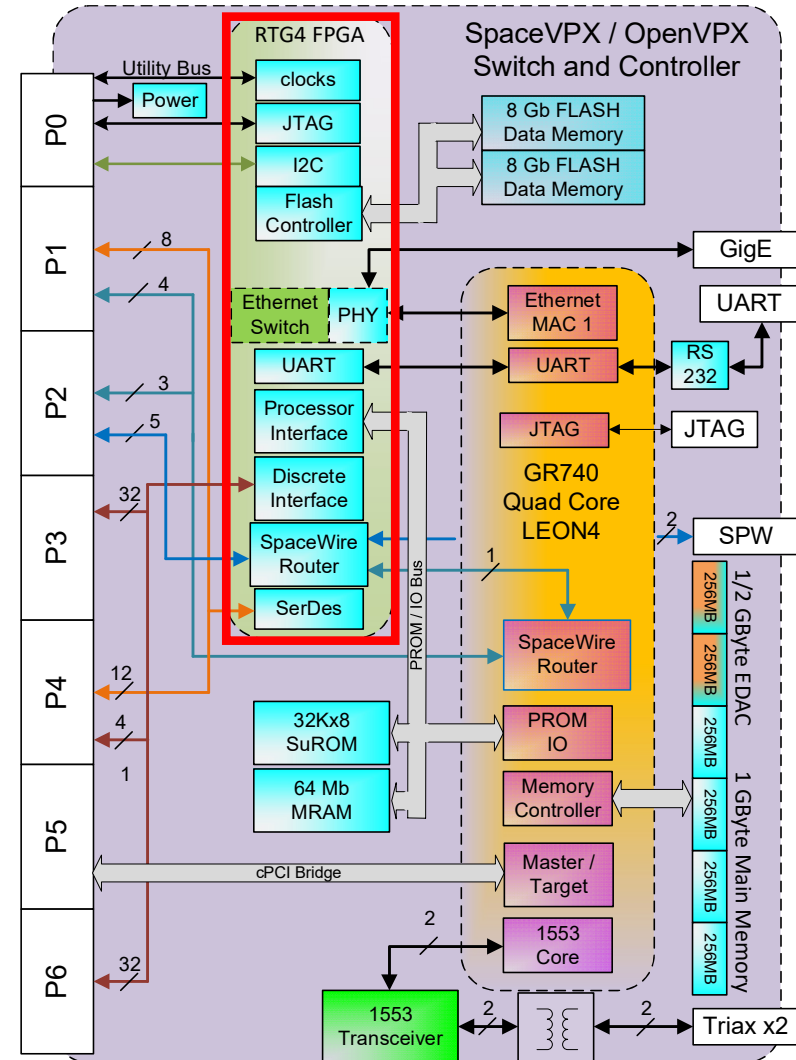 SpaceVPX / OpenVPX
Switch and Controller
RTG4 FPGA
Utility Bus
clocks
Power
JTAG
I2C
Flash
Controller
8 Gb FLASH
Data Memory
8 Gb FLASH
Data Memory
P0
P1
P2
P3
P4
P5
P6
8
4
3
5
32
12
4
1
32
Ethernet
Switch
PHY
UART
Processor
Interface
Discrete
Interface
SpaceWire
Router
SerDes
PROM / IO Bus
32Kx8
SuROM
64 Mb
MRAM
cPCI Bridge
Ethernet
MAC 1
UART
JTAG
GR740
Quad Core
LEON4
1
SpaceWire
Router
PROM
IO
Memory
Controller
Master /
Target
1553
Core
2
1553
Transceiver
2
2
GigE
UART
RS
232
JTAG
2
SPW
256MB
256MB
256MB
256MB
256MB
256MB
1/2 GByte EDAC
1 GByte Main Memory
Triax x2